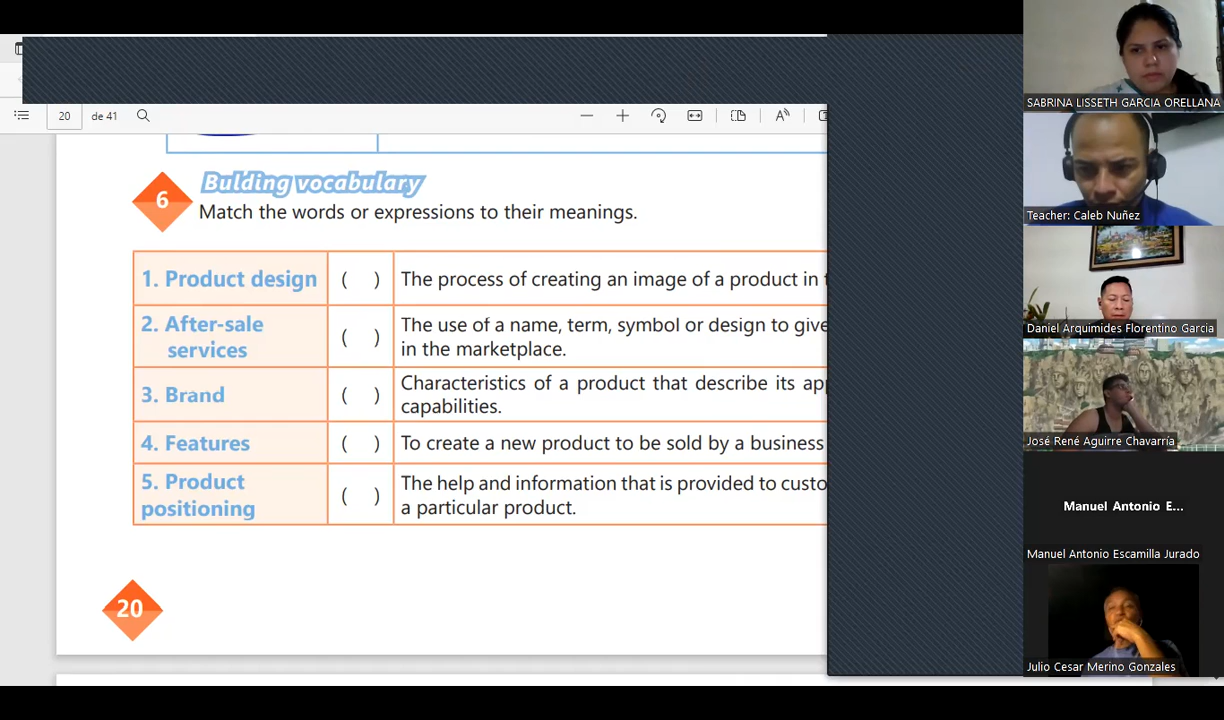 20 de 41
6 Bulding vocabulary
Match the words or expressions to their meanings.
1. Product design ( ) The process of creating an image of a product in
2. After-sale services ( ) The use of a name, term, symbol or design to give
in the marketplace.
3. Brand ( ) Characteristics of a product that describe its
capabilities.
4. Features ( ) To create a new product to be sold by a business
5. Product positioning ( ) The help and information that is provided to
a particular product.
20
SABRINA LISSETH GARCIA ORELLANA
Teacher: Caleb Nuñez
Daniel Arquimides Florentino Garcia
José René Aguirre Chavarría
Manuel Antonio E...
Manuel Antonio Escamilla Jurado
Julio Cesar Merino Gonzales